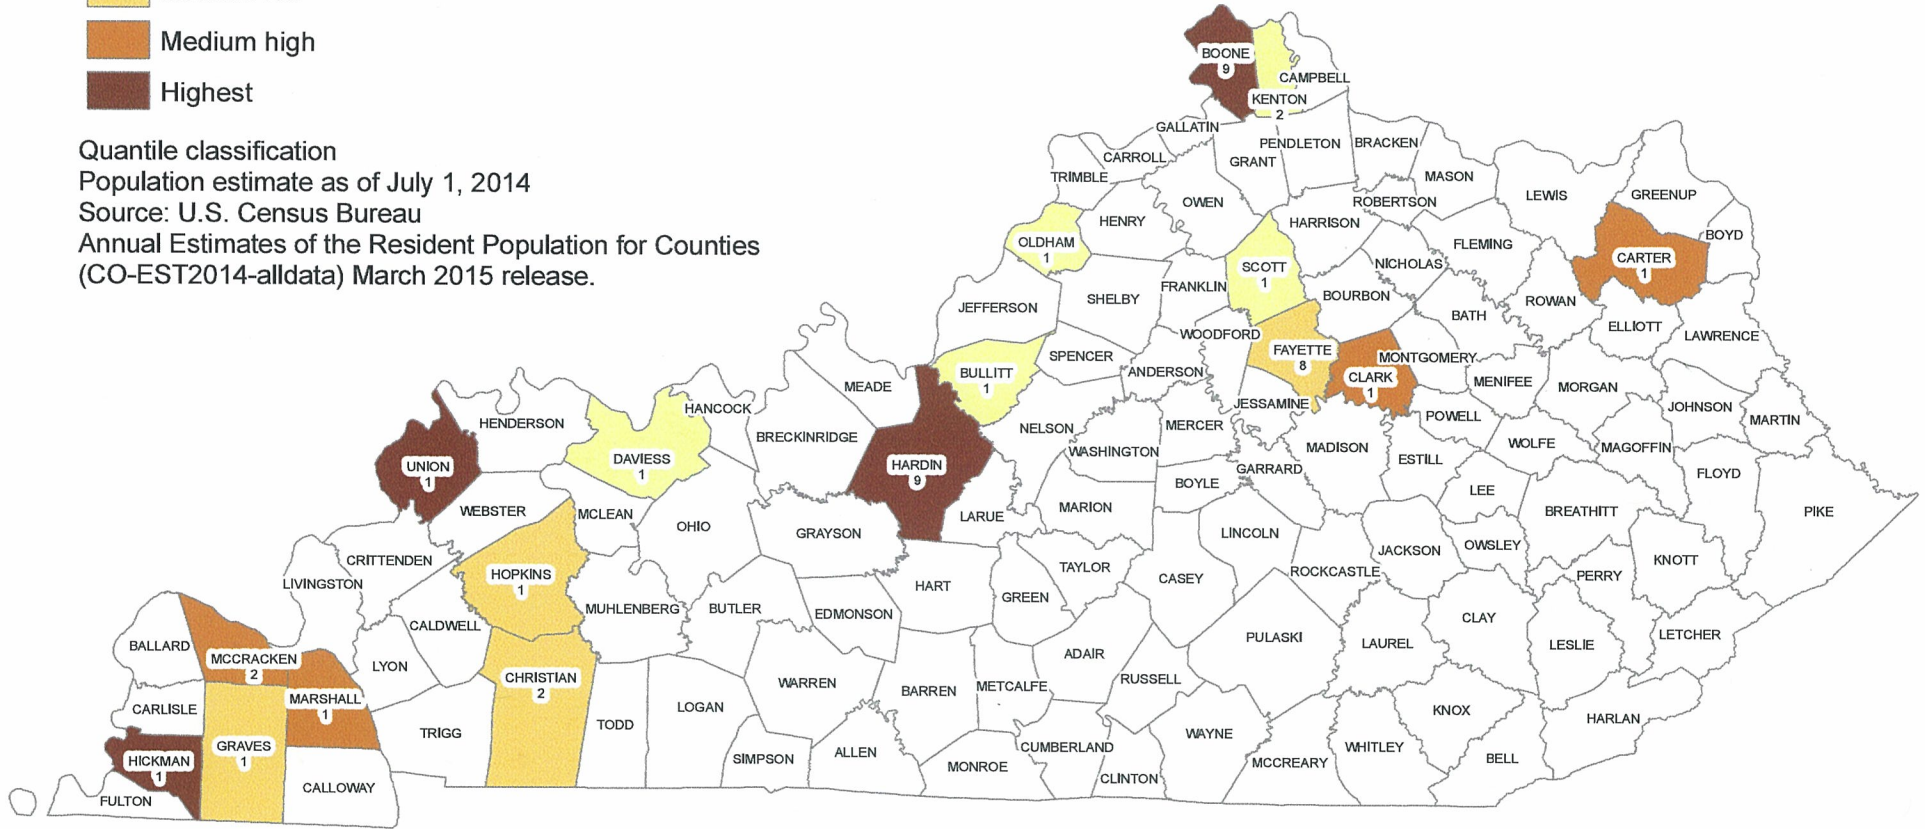 Medium high
Highest
Quantile classification
Population estimate as of July 1, 2014
Source: U.S. Census Bureau
Annual Estimates of the Resident Population for Counties
(CO-EST2014-alldata) March 2015 release.
BOONE
9
CAMPBELL
KENTON
2
GALLATIN
PENDLETON
BRACKEN
CARROLL
GRANT
TRIMBLE
MASON
LEWIS
GREENUP
OWEN
ROBERTSON
HENRY
HARRISON
BOYD
OLDHAM
1
FLEMING
CARTER
1
SCOTT
1
NICHOLAS
FRANKLIN
SHELBY
BOURBON
ROWAN
JEFFERSON
BATH
ELLIOTT
LAWRENCE
WOODFORD
FAYETTE
8
SPENCER
MONTGOMERY
ANDERSON
BULLITT
1
CLARK
1
MENIFEE
MORGAN
MEADE
HANCOCK
JESSAMINE
JOHNSON
POWELL
MARTIN
HENDERSON
NELSON
MERCER
BRECKINRIDGE
WOLFE
MAGOFFIN
MADISON
WASHINGTON
DAVIESS
1
ESTILL
UNION
1
HARDIN
9
GARRARD
FLOYD
BOYLE
LEE
WEBSTER
MCLEAN
LARUE
MARION
BREATHITT
PIKE
OHIO
GRAYSON
LINCOLN
OWSLEY
JACKSON
CRITTENDEN
KNOTT
LIVINGSTON
HOPKINS
1
TAYLOR
ROCKCASTLE
PERRY
CASEY
HART
GREEN
MUHLENBERG
BUTLER
EDMONSON
CLAY
CALDWELL
PULASKI
LAUREL
LESLIE
LETCHER
BALLARD
MCCRACKEN
2
LYON
ADAIR
CHRISTIAN
2
RUSSELL
WARREN
METCALFE
BARREN
MARSHALL
1
CARLISLE
LOGAN
KNOX
HARLAN
TODD
TRIGG
WAYNE
GRAVES
1
CUMBERLAND
WHITLEY
HICKMAN
1
ALLEN
SIMPSON
BELL
MCCREARY
MONROE
CLINTON
CALLOWAY
FULTON